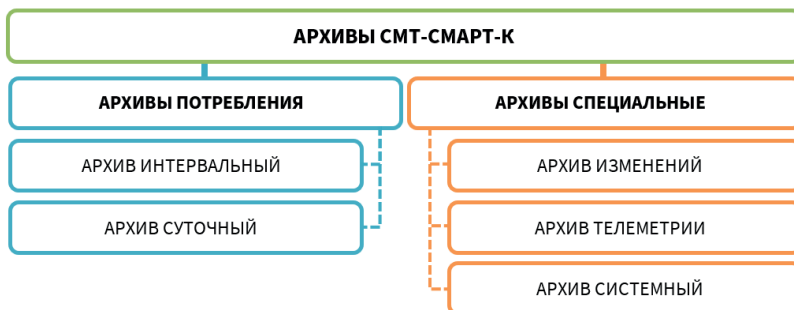 АРХИВЫ СМТ-СМАРТ-К
АРХИВЫ ПОТРЕБЛЕНИЯ
АРХИВ ИНТЕРВАЛЬНЫЙ
АРХИВ СУТОЧНЫЙ
АРХИВЫ СПЕЦИАЛЬНЫЕ
АРХИВ ИЗМЕНЕНИЙ
АРХИВ ТЕЛЕМЕТРИИ
АРХИВ СИСТЕМНЫЙ